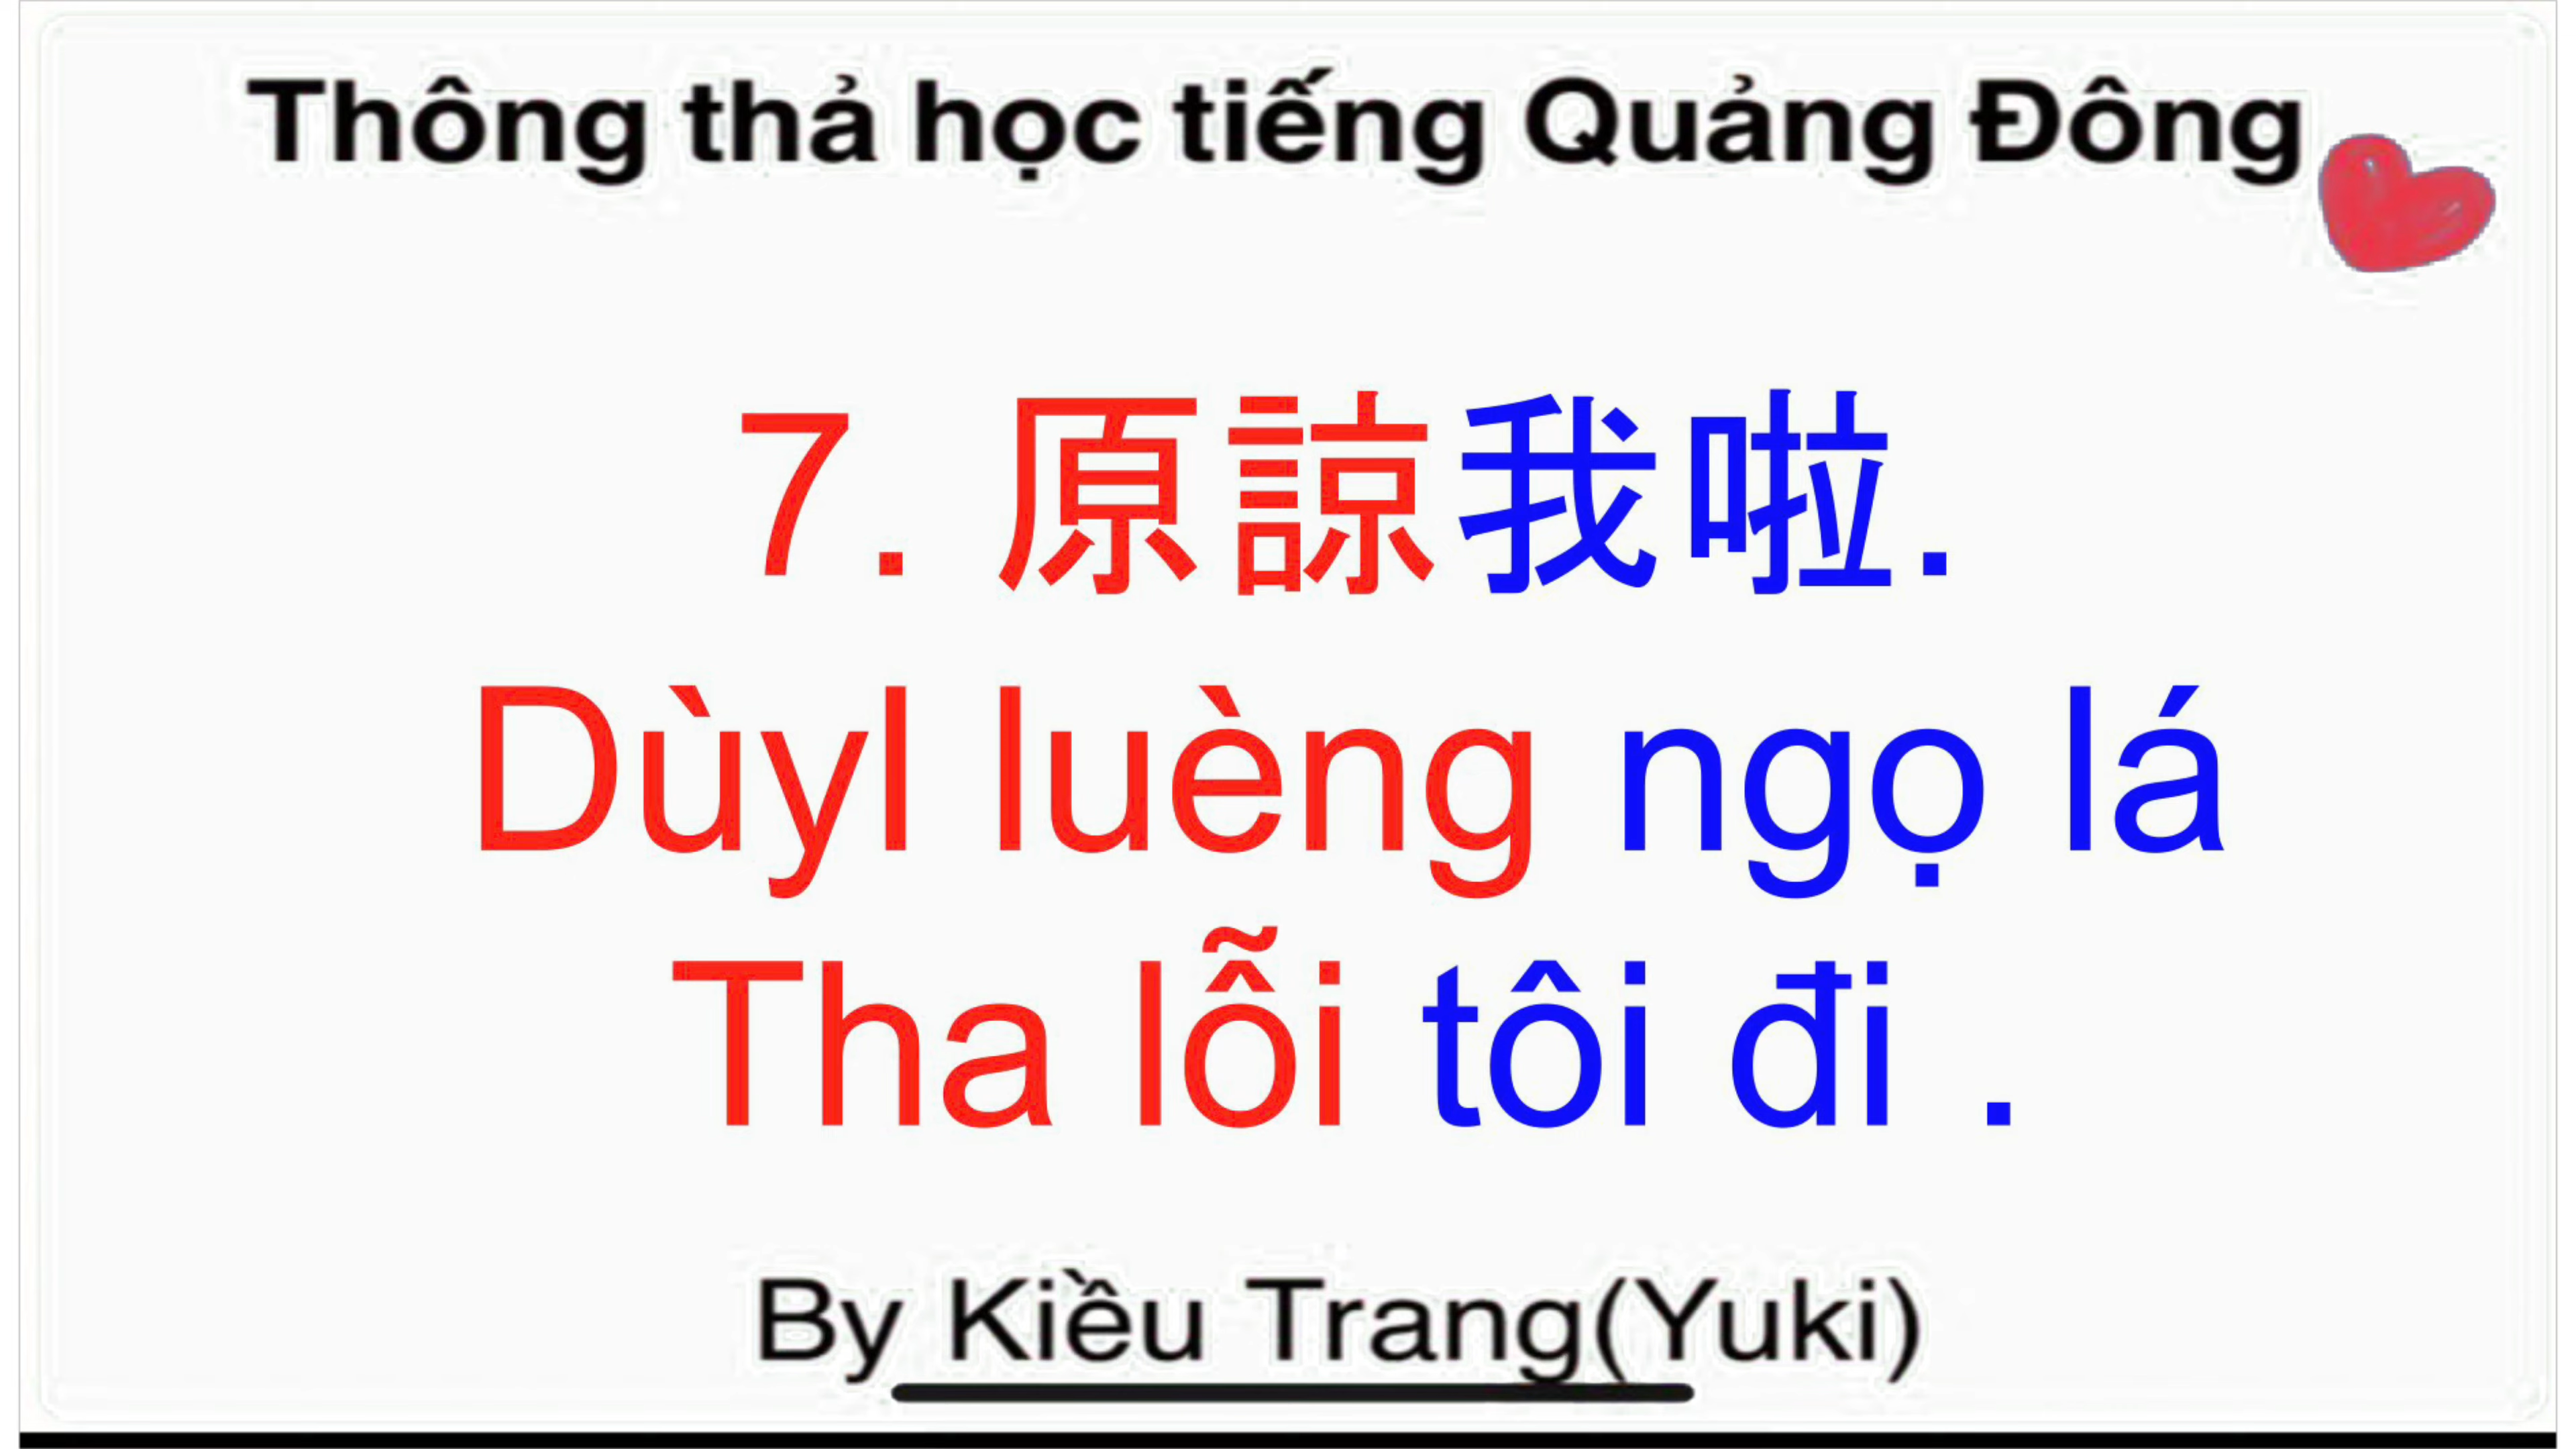 Thông thả học tiếng Quảng Đông
7. 原諒我啦.
Dùyl luèng ngọ lá
Tha lỗi tôi đi .
By Kiều Trang(Yuki)